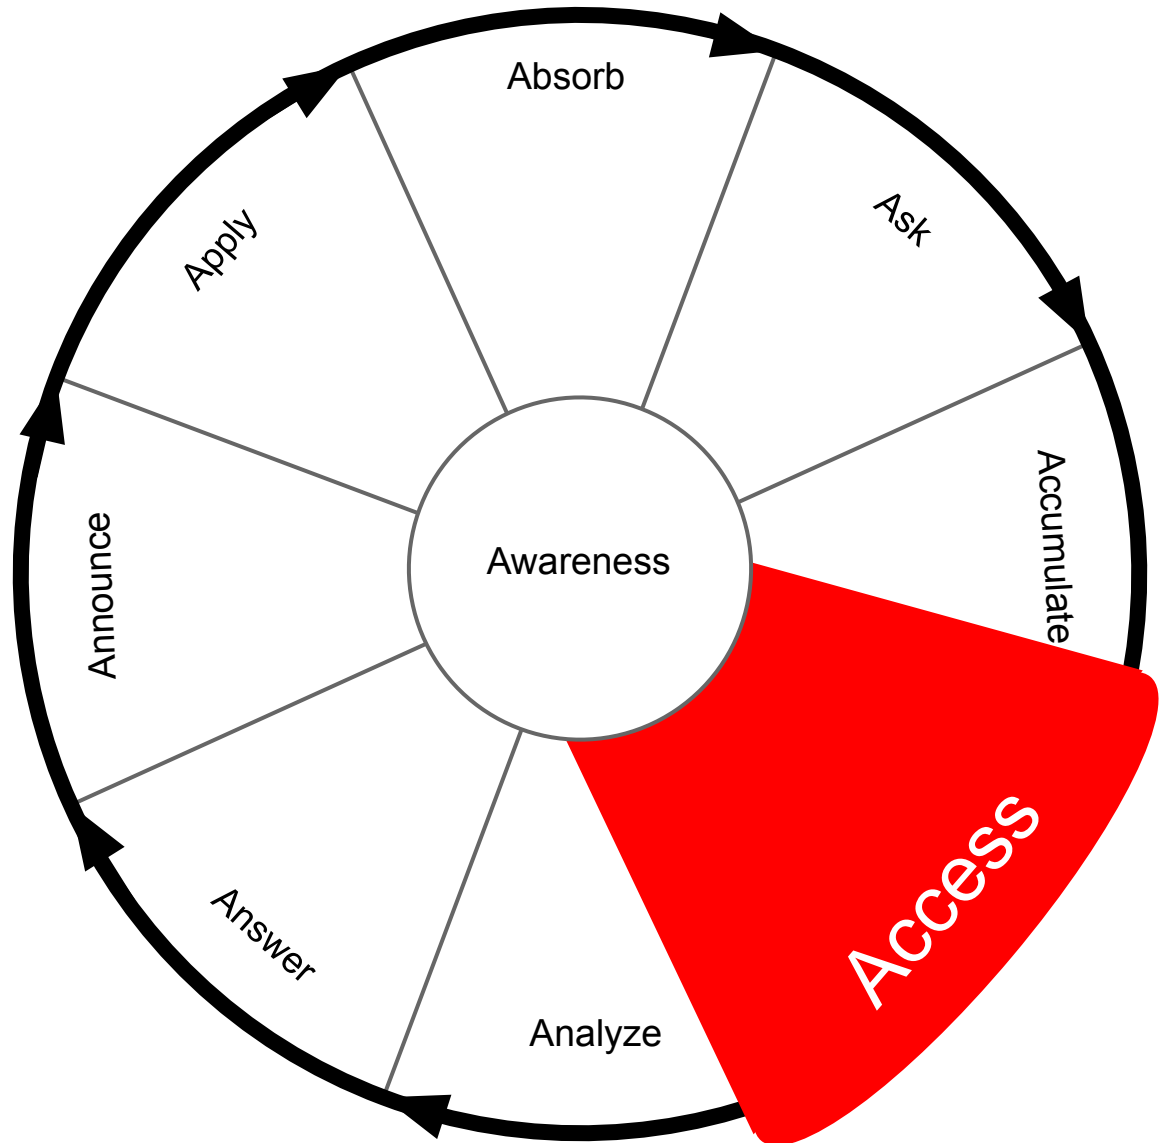 Absorb
Ask
Accumulate
Access
Analyze
Answer
Announce
Apply
Awareness